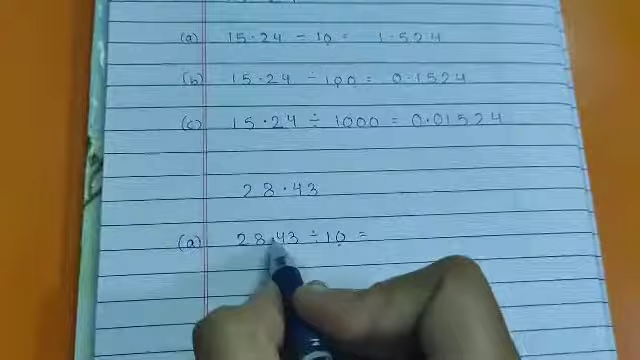 (a) 15.24 ÷ 10 = 1.524
(b) 15.24 ÷ 100 = 0.1524
(c) 15.24 ÷ 1000 = 0.01524
28.43
(a) 28.43 ÷ 10 =